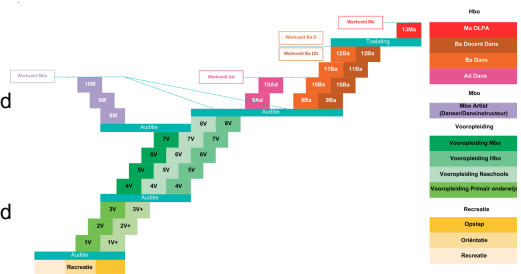 Hbo
Werkveld Ma
13Ma
Ma OLPA
Werkveld Ba D
Toelating
Ba Docent Dans
Werkveld Ba DD
12Ba 12Ba
Ba Dans
11Ba 11Ba
Werkveld Mbo
Werkveld Ad
Ad Dans
10M
10Ad
10Ba 10Ba
Mbo
d
9M
9Ad
9Ba 9Ba
Mbo Artist
(Danser/Dansinstructeur)
8M
Auditie
Vooropleiding
Auditie
8V 8V
7V 7V 7V
Vooropleiding Mbo
6V 6V 6V
Vooropleiding Hbo
5V 5V 5V
Vooropleiding Naschools
4V 4V 4V
Vooropleiding Primair onderwijs
Auditie
d
3V 3V+
Recreatie
2V 2V+
Opstap
1V 1V+
Oriëntatie
Auditie
Recreatie
Recreatie